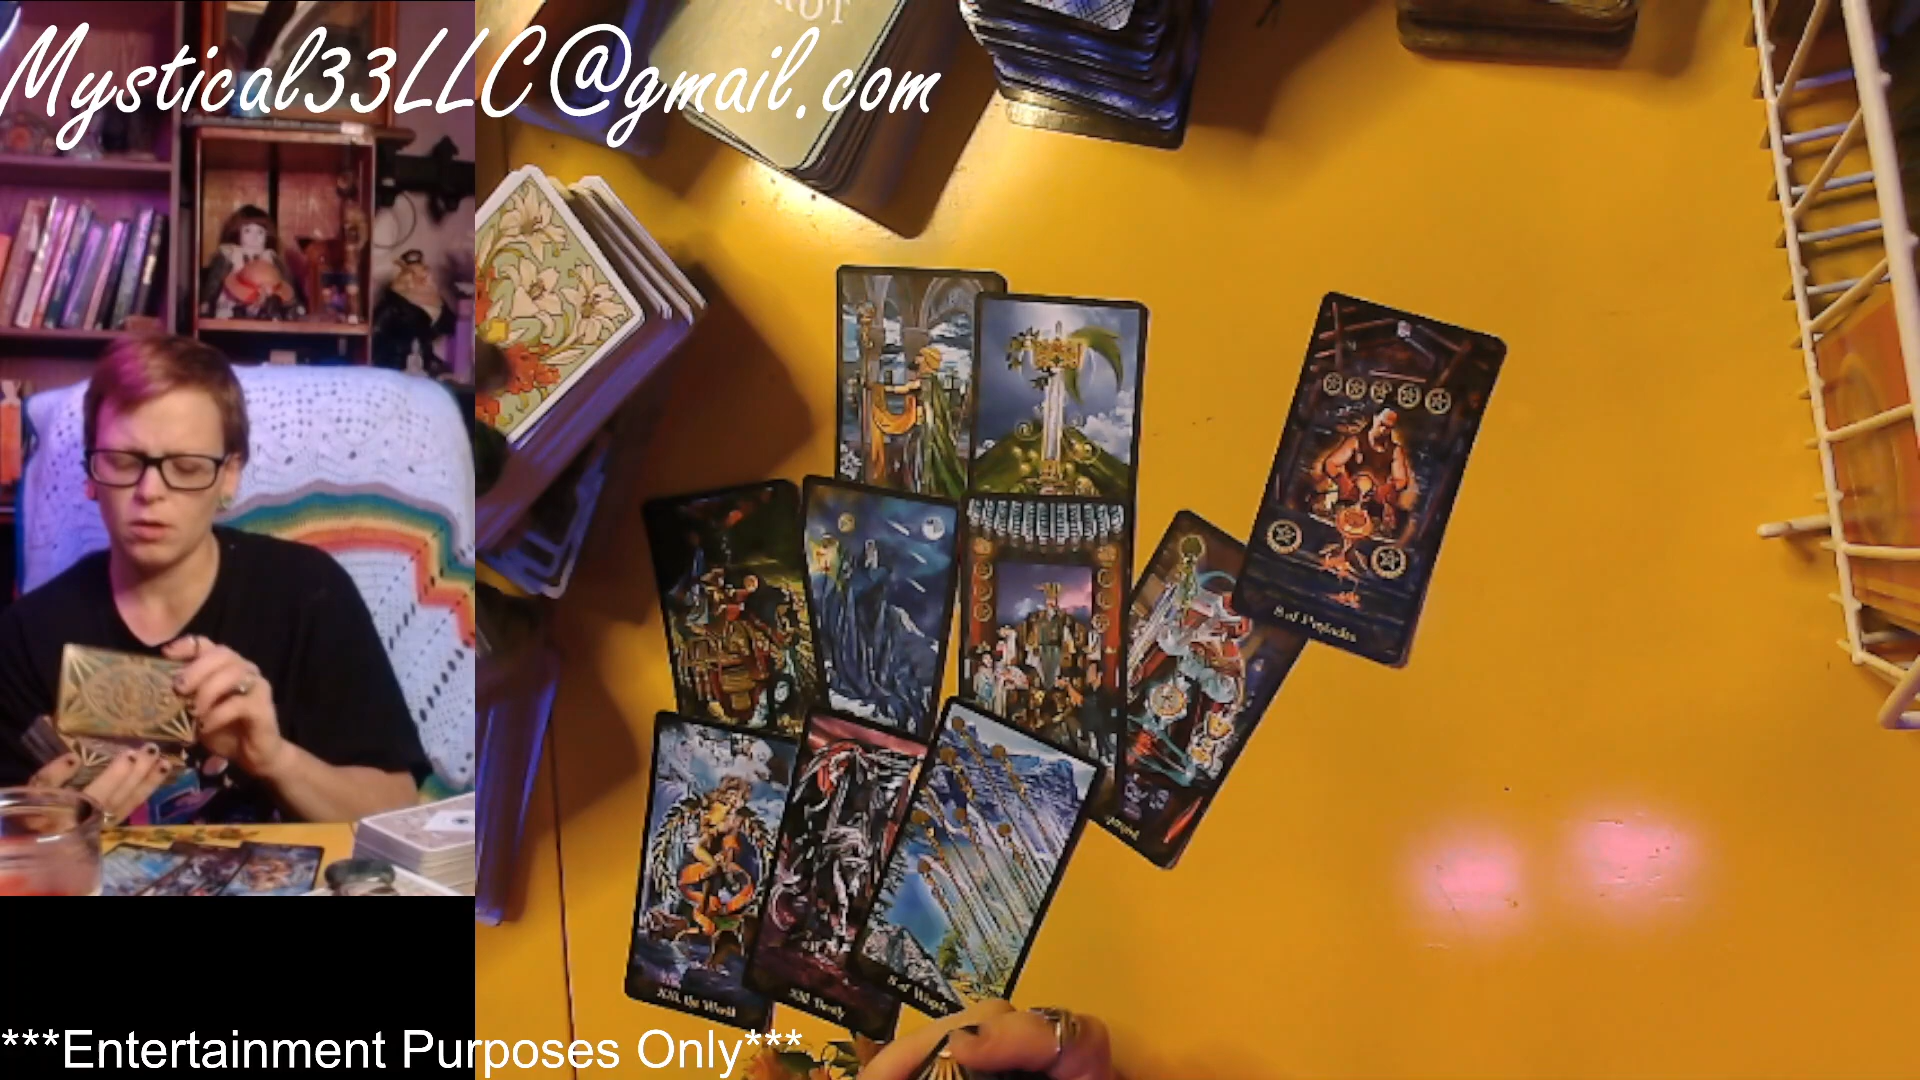 Mystical33LLC@gmail.com
XXI, the World
XIII Death
8 of Wands
8 of Pentacles
***Entertainment Purposes Only***